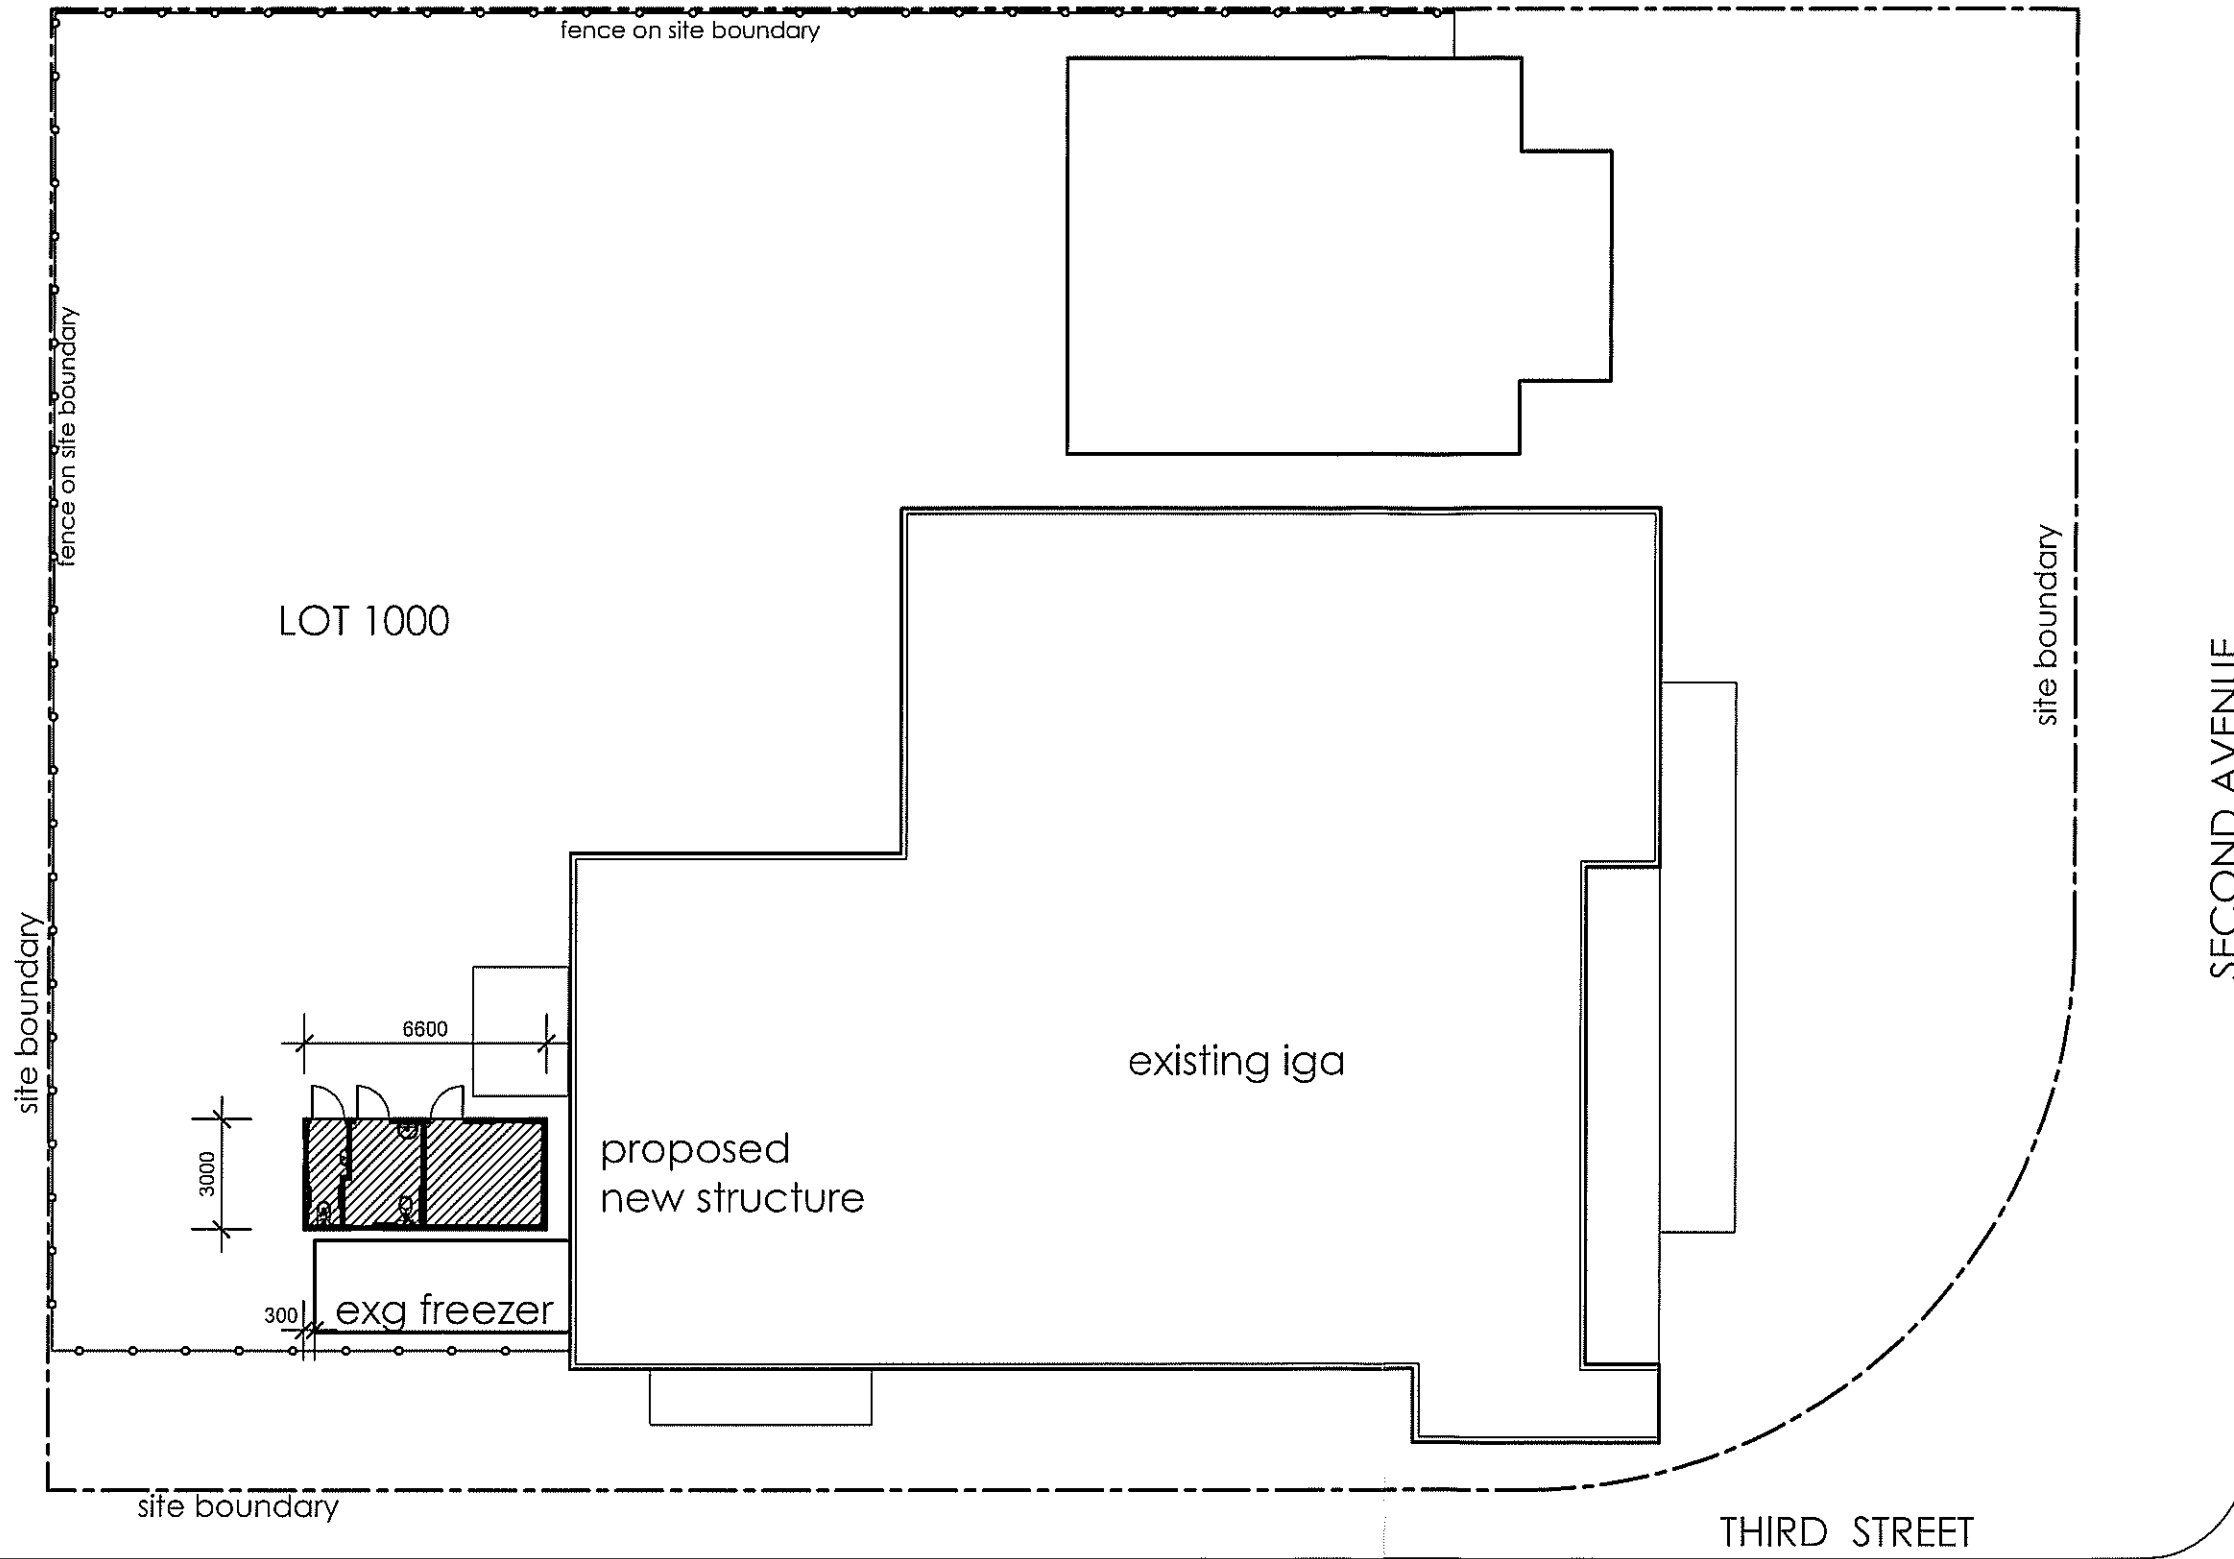 fence on site boundary
fence on site boundary
LOT 1000
site boundary
SECOND AVENUE
site boundary
6600
existing iga
3000
proposed
new structure
300
exg freezer
site boundary
THIRD STREET